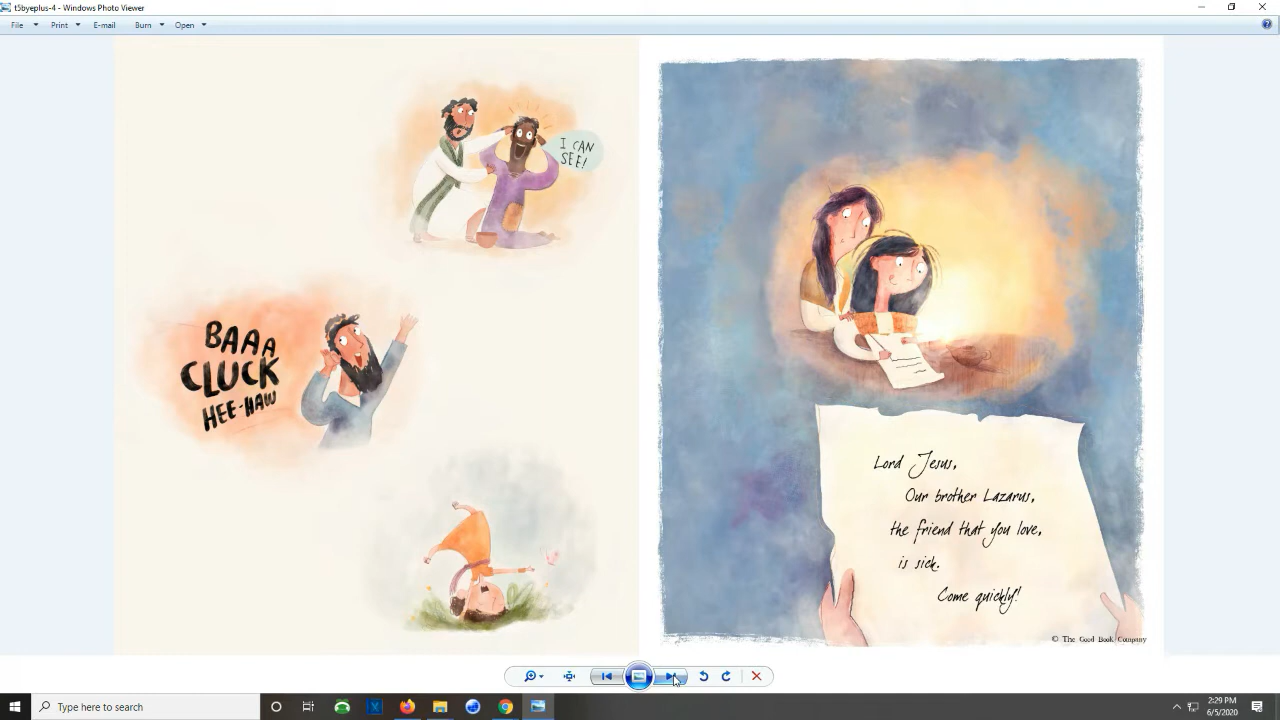 t5byeplus-4 - Windows Photo Viewer
File Print E-mail Burn Open
I CAN
SEE!
BAAA
CLUCK
HEE-HAW
Lord Jesus,
Our brother Lazarus,
the friend that you love,
is sick.
Come quickly!
© The Good Book Company
Type here to search
2:29 PM
6/5/2020